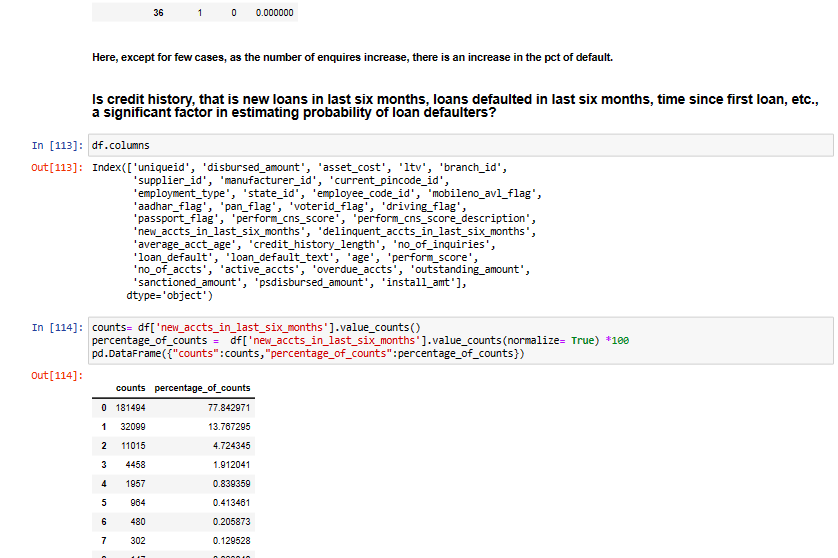 36 1 0 0.000000
Here, except for few cases, as the number of enquires increase, there is an increase in the pct of default.
Is credit history, that is new loans in last six months, loans defaulted in last six months, time since first loan, etc.,
a significant factor in estimating probability of loan defaulters?
In [113]: df.columns
Out[113]: Index(['uniqueid', 'disbursed_amount', 'asset_cost', 'ltv', 'branch_id',
'supplier_id', 'manufacturer_id', 'current_pincode_id',
'employment_type', 'state_id', 'employee_code_id', 'mobileno_avl_flag',
'aadhar_flag', 'pan_flag', 'voterid_flag', 'driving_flag',
'passport_flag', 'perform_cns_score', 'perform_cns_score_description',
'new_accts_in_last_six_months', 'delinquent_accts_in_last_six_months',
'average_acct_age', 'credit_history_length', 'no_of_inquiries',
'loan_default', 'loan_default_text', 'age', 'perform_score',
'no_of_accts', 'active_accts', 'overdue_accts', 'outstanding_amount',
'sanctioned_amount', 'psdisbursed_amount', 'install_amt'],
dtype='object')
In [114]: counts= df['new_accts_in_last_six_months'].value_counts()
percentage_of_counts = df['new_accts_in_last_six_months'].value_counts(normalize= True) *100
pd.DataFrame({"counts":counts,"percentage_of_counts":percentage_of_counts})
Out[114]:
counts percentage_of_counts
0 181494 77.842971
1 32099 13.767295
2 11015 4.724345
3 4458 1.912041
4 1957 0.839359
5 964 0.413461
6 480 0.205873
7 302 0.129528